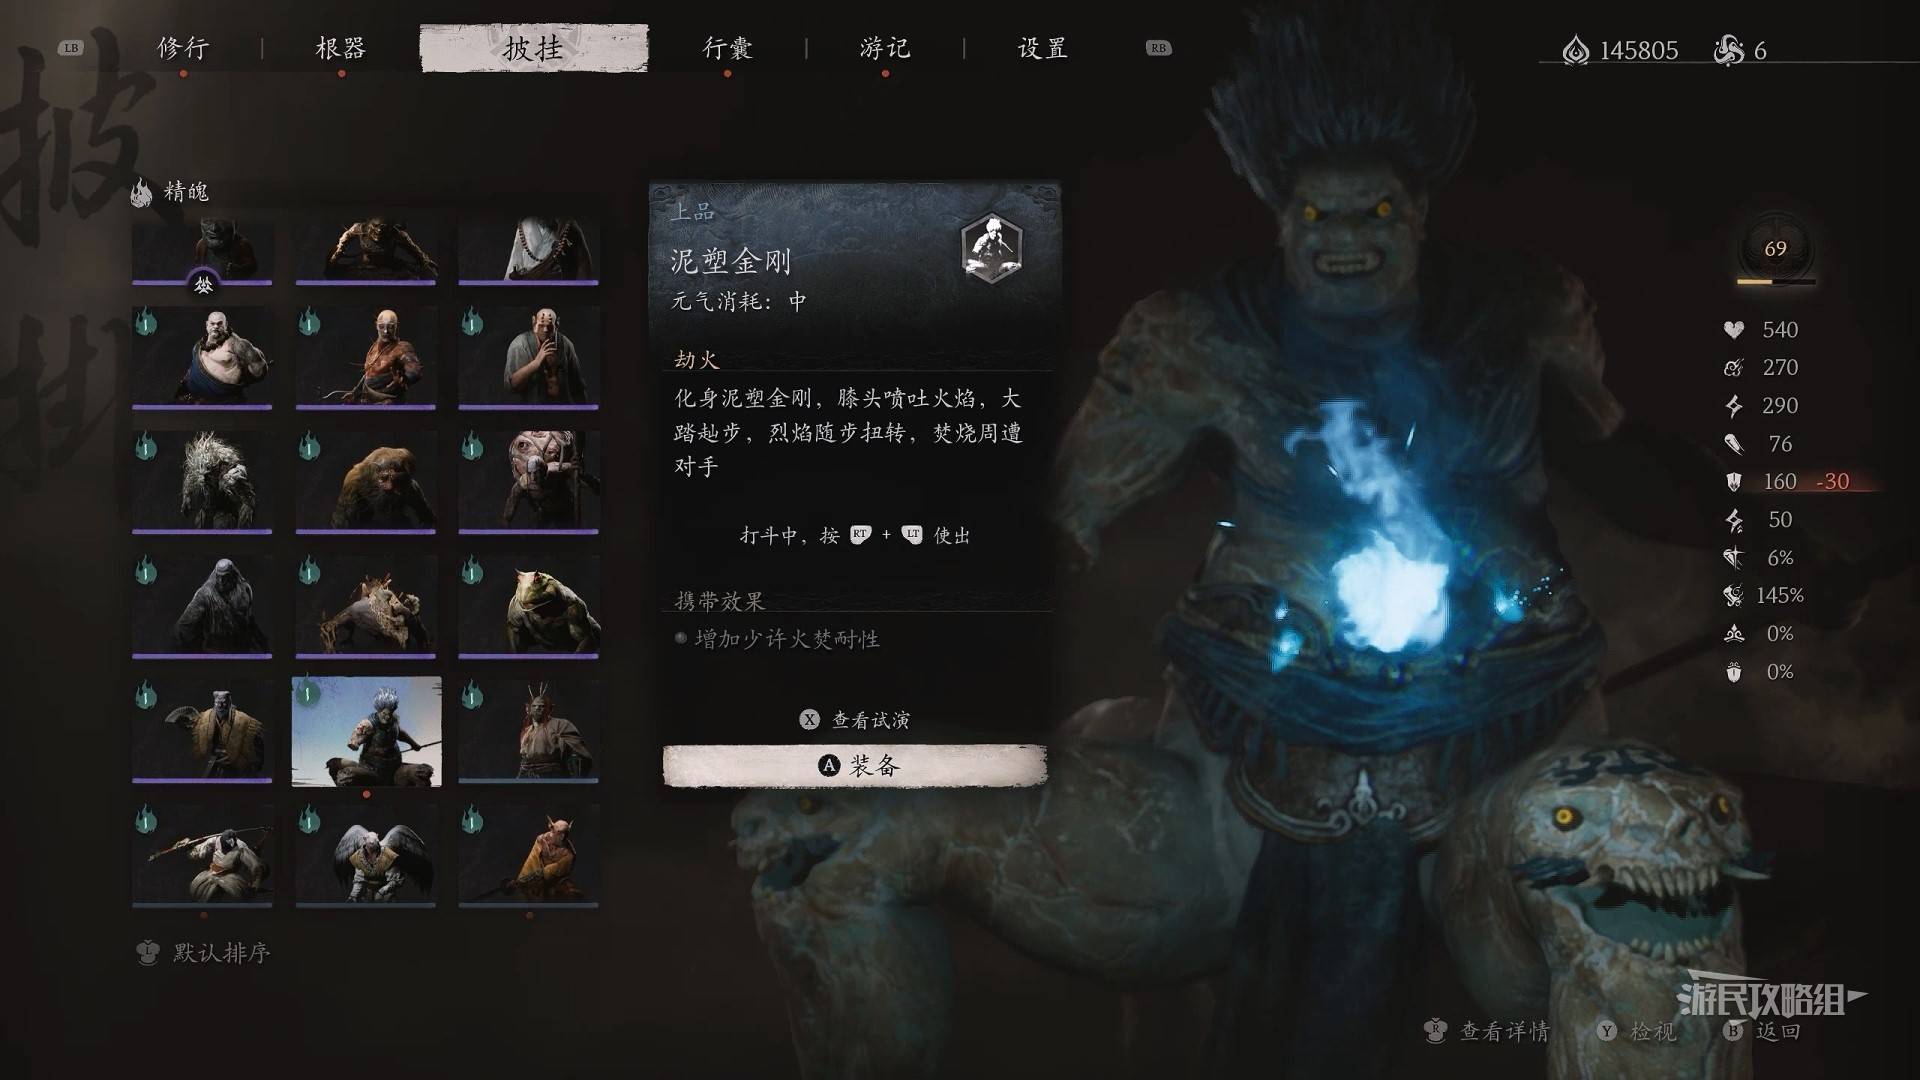 LB 修行 根器 披挂 行囊 游记 设置 RB
145805 6
披挂
精魄
上品
泥塑金刚
元气消耗：中
劫火
化身泥塑金刚，膝头喷吐火焰，大
踏趔步，烈焰随步扭转，焚烧周遭
对手
打斗中，按 RT + LT 使出
携带效果
增加少许火焚耐性
X 查看试演
A 装备
69
540
270
290
76
160 -30
50
6%
145%
0%
0%
L 默认排序
游民攻略组
R 查看详情 Y 检视 B 返回